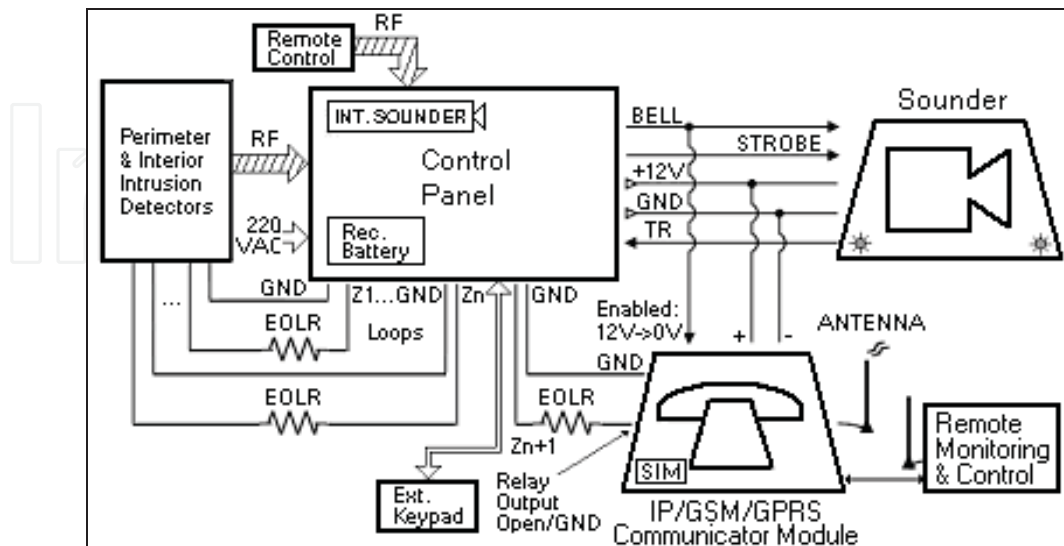 RF
Remote
Control
INT. SOUNDER
Control
Panel
Rec.
Battery
Perimeter
& Interior
Intrusion
Detectors
RF
220
VAC
BELL
STROBE
+12V
GND
TR
Sounder
GND
Z1...GND
Zn
GND
...
EOLR
Loops
EOLR
Enabled:
12V->0V
+ -
ANTENNA
GND
EOLR
Zn+1
Ext.
Keypad
Relay
Output
Open/GND
SIM
IP/GSM/GPRS
Communicator Module
Remote
Monitoring
& Control